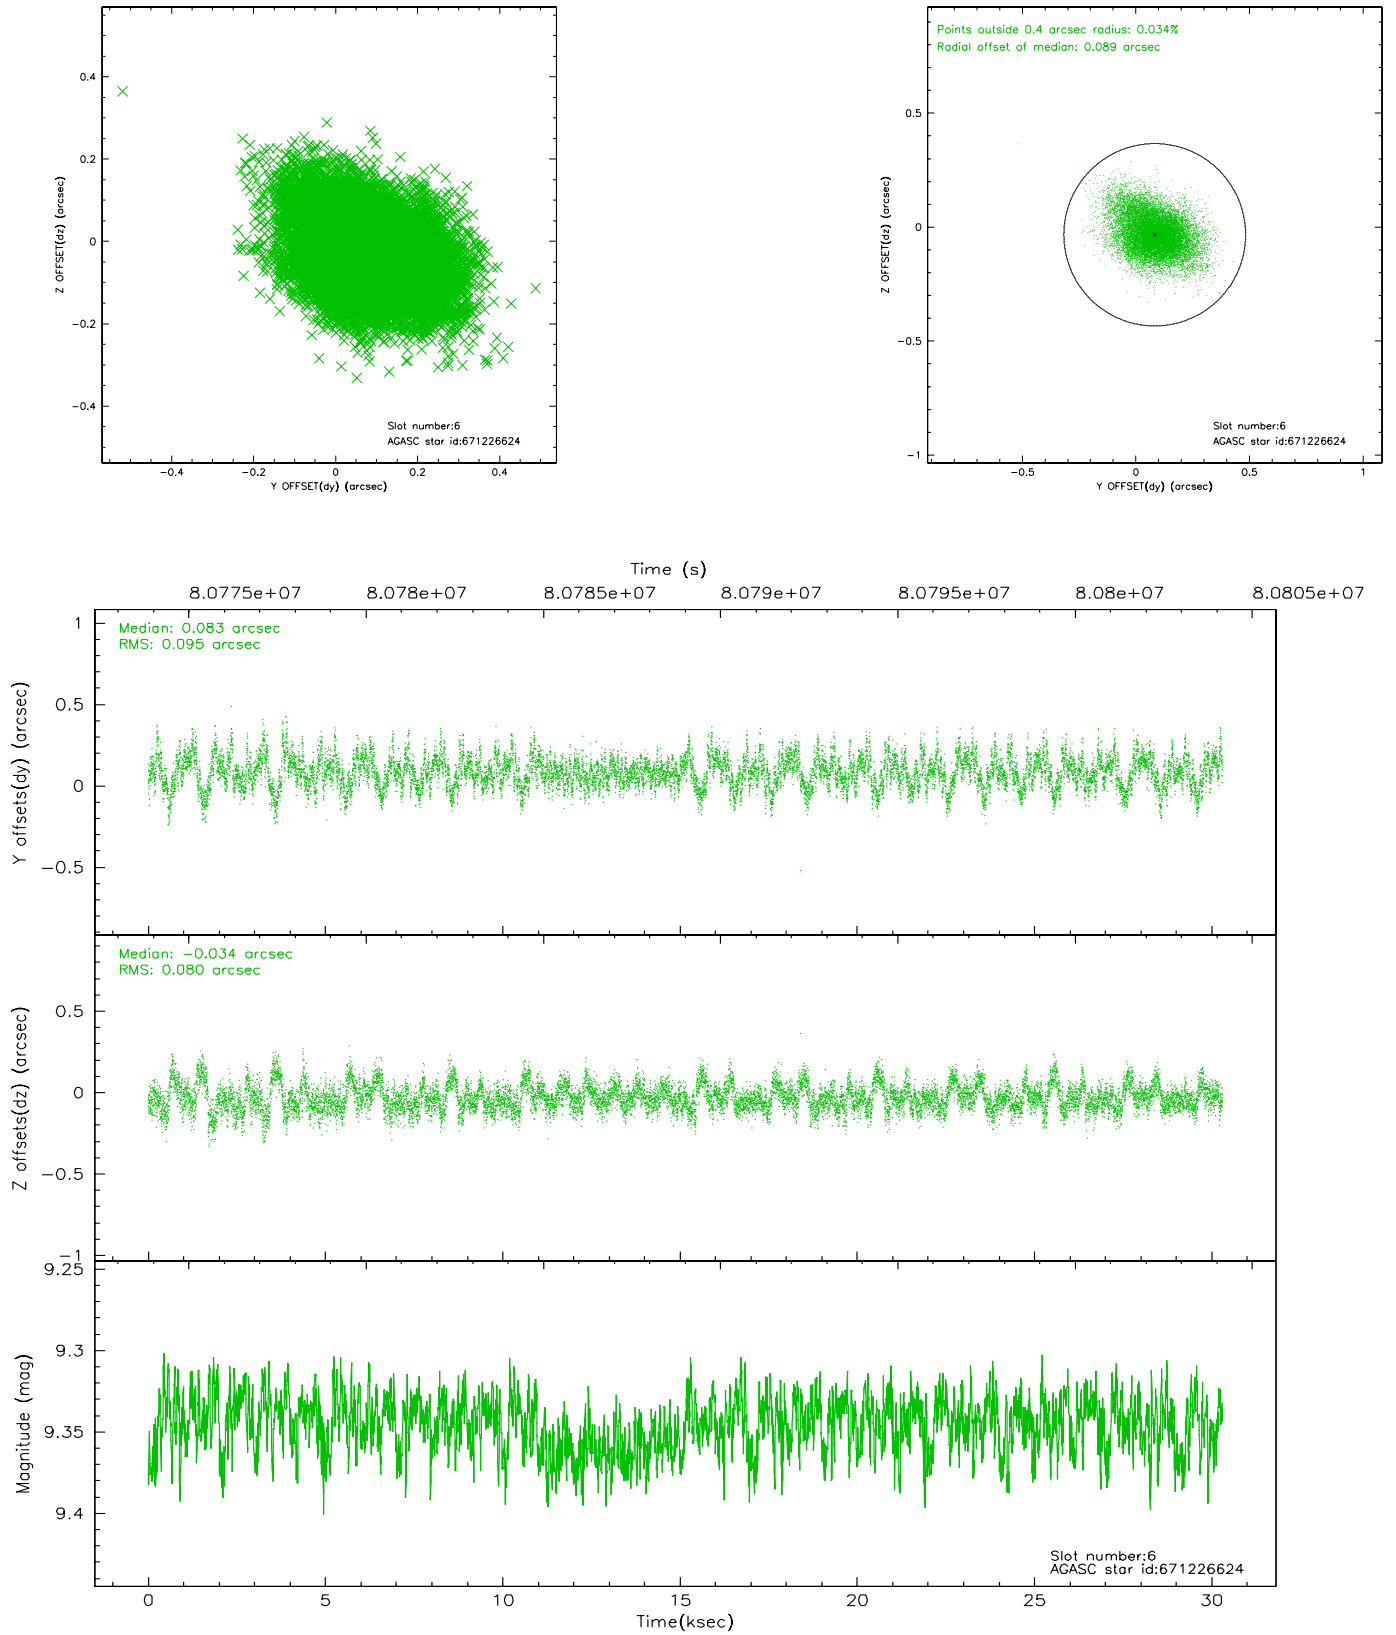 0.4
0.2
0
−0.2
−0.4
Z OFFSET(dz) (arcsec)
Slot number:6
AGASC star id:671226624
−0.4 −0.2 0 0.2 0.4
Y OFFSET(dy) (arcsec)
Points outside 0.4 arcsec radius: 0.034%
Radial offset of median: 0.089 arcsec
0.5
0
−0.5
−1
Z OFFSET(dz) (arcsec)
Slot number:6
AGASC star id:671226624
−0.5 0 0.5 1
Y OFFSET(dy) (arcsec)
Time (s)
8.0775e+07 8.078e+07 8.0785e+07 8.079e+07 8.0795e+07 8.08e+07 8.0805e+07
Median: 0.083 arcsec
RMS: 0.095 arcsec
1
0.5
0
−0.5
Y offsets(dy) (arcsec)
Median: −0.034 arcsec
RMS: 0.080 arcsec
0.5
0
−0.5
−1
Z offsets(dz) (arcsec)
9.25
9.3
9.35
9.4
Magnitude (mag)
Slot number:6
AGASC star id:671226624
0 5 10 15 20 25 30
Time(ksec)